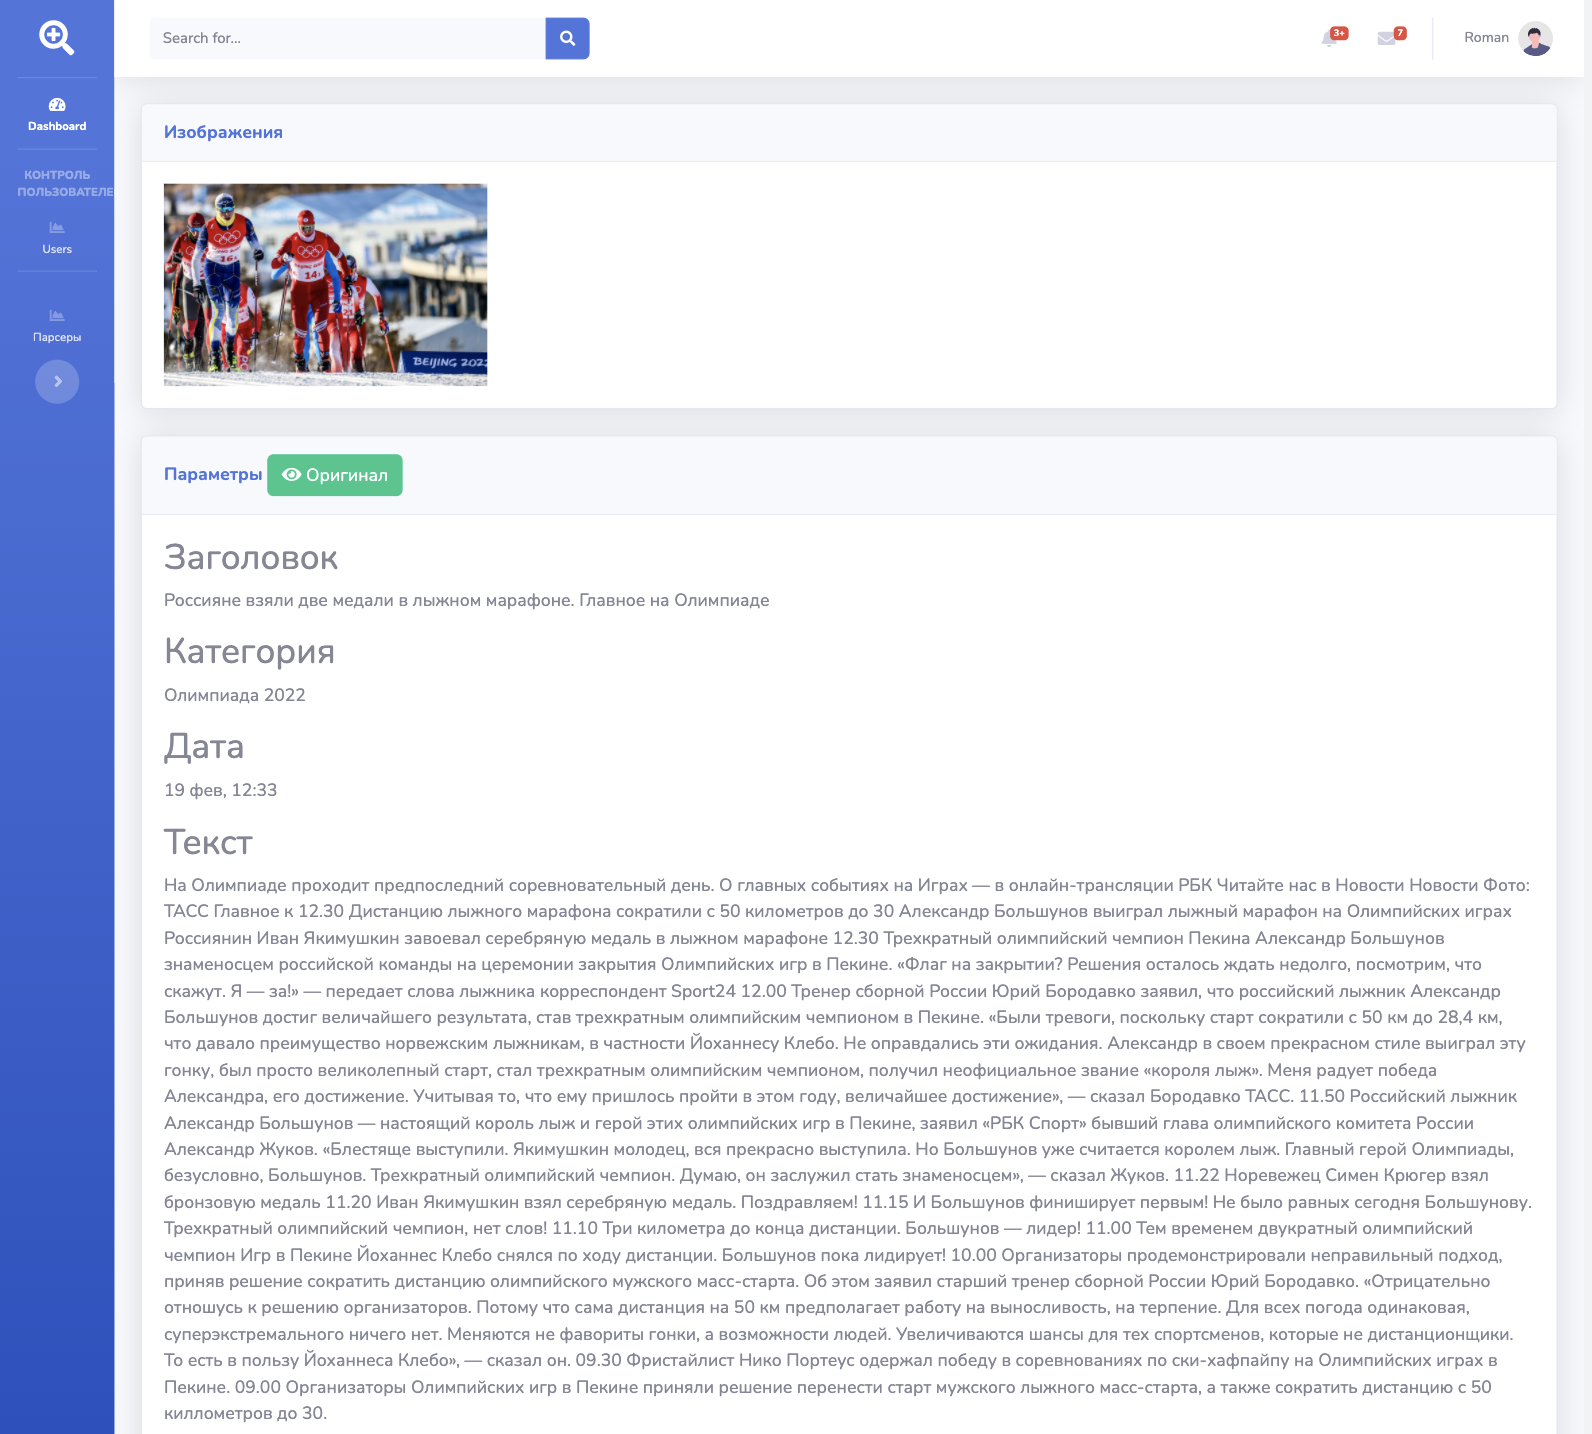 Search for...
3+
7
Roman
Dashboard
КОНТРОЛЬ
ПОЛЬЗОВАТЕЛЕ
Users
Парсеры
Изображения
16
14
BEIJING 2022
Параметры
Оригинал
Заголовок
Россияне взяли две медали в лыжном марафоне. Главное на Олимпиаде
Категория
Олимпиада 2022
Дата
19 фев, 12:33
Текст
На Олимпиаде проходит предпоследний соревновательный день. О главных событиях на Играх — в онлайн-трансляции РБК Читайте нас в Новости Новости Фото:
ТАСС Главное к 12.30 Дистанцию лыжного марафона сократили с 50 километров до 30 Александр Большунов выиграл лыжный марафон на Олимпийских играх
Россиянин Иван Якимушкин завоевал серебряную медаль в лыжном марафоне 12.30 Трехкратный олимпийский чемпион Пекина Александр Большунов
знаменосцем российской команды на церемонии закрытия Олимпийских игр в Пекине. «Флаг на закрытии? Решения осталось ждать недолго, посмотрим, что
скажут. Я — за!» — передает слова лыжника корреспондент Sport24 12.00 Тренер сборной России Юрий Бородавко заявил, что российский лыжник Александр
Большунов достиг величайшего результата, став трехкратным олимпийским чемпионом в Пекине. «Были тревоги, поскольку старт сократили с 50 км до 28,4 км,
что давало преимущество норвежским лыжникам, в частности Йоханнесу Клебо. Не оправдались эти ожидания. Александр в своем прекрасном стиле выиграл эту
гонку, был просто великолепный старт, стал трехкратным олимпийским чемпионом, получил неофициальное звание «короля лыж». Меня радует победа
Александра, его достижение. Учитывая то, что ему пришлось пройти в этом году, величайшее достижение», — сказал Бородавко ТАСС. 11.50 Российский лыжник
Александр Большунов — настоящий король лыж и герой этих олимпийских игр в Пекине, заявил «РБК Спорт» бывший глава олимпийского комитета России
Александр Жуков. «Блестяще выступили. Якимушкин молодец, вся прекрасно выступила. Но Большунов уже считается королем лыж. Главный герой Олимпиады,
безусловно, Большунов. Трехкратный олимпийский чемпион. Думаю, он заслужил стать знаменосцем», — сказал Жуков. 11.22 Норевежец Симен Крюгер взял
бронзовую медаль 11.20 Иван Якимушкин взял серебряную медаль. Поздравляем! 11.15 И Большунов финиширует первым! Не было равных сегодня Большунову.
Трехкратный олимпийский чемпион, нет слов! 11.10 Три километра до конца дистанции. Большунов — лидер! 11.00 Тем временем двукратный олимпийский
чемпион Игр в Пекине Йоханнес Клебо снялся по ходу дистанции. Большунов пока лидирует! 10.00 Организаторы продемонстрировали неправильный подход,
приняв решение сократить дистанцию олимпийского мужского масс-старта. Об этом заявил старший тренер сборной России Юрий Бородавко. «Отрицательно
отношусь к решению организаторов. Потому что сама дистанция на 50 км предполагает работу на выносливость, на терпение. Для всех погода одинаковая,
суперэкстремального ничего нет. Меняются не фавориты гонки, а возможности людей. Увеличиваются шансы для тех спортсменов, которые не дистанционщики.
То есть в пользу Йоханнеса Клебо», — сказал он. 09.30 Фристайлист Нико Портеус одержал победу в соревнованиях по ски-хафпайпу на Олимпийских играх в
Пекине. 09.00 Организаторы Олимпийских игр в Пекине приняли решение перенести старт мужского лыжного масс-старта, а также сократить дистанцию с 50
киллометров до 30.